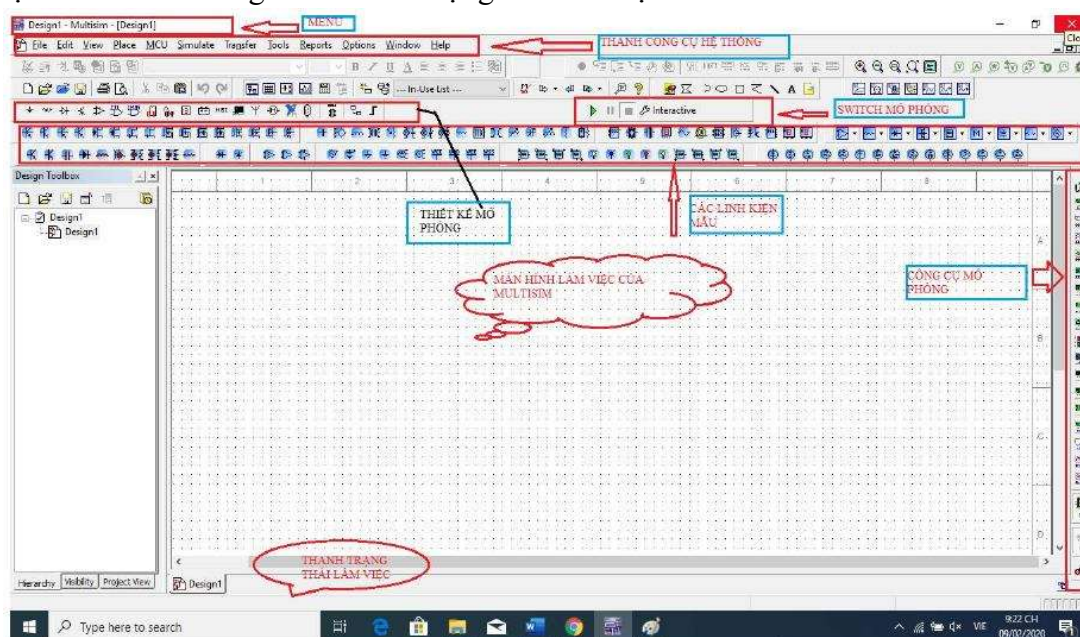 Design1 - Multisim - [Design1]
MENU
File Edit View Place MCU Simulate Transfer Tools Reports Options Window Help
THANH CÔNG CỤ HỆ THỐNG
--- In-Use List ---
Interactive
SWITCH MÔ PHỎNG
Design Toolbox
Design1
Design1
THIẾT KẾ MÔ
PHỎNG
CÁC LINH KIỆN
MẪU
MÀN HÌNH LÀM VIỆC CỦA
MULTISIM
CÔNG CỤ MÔ
PHỎNG
THANH TRẠNG
THÁI LÀM VIỆC
Hierarchy Visibility Project View
Design1
Type here to search
VIE
9:22 CH
09/02/2020